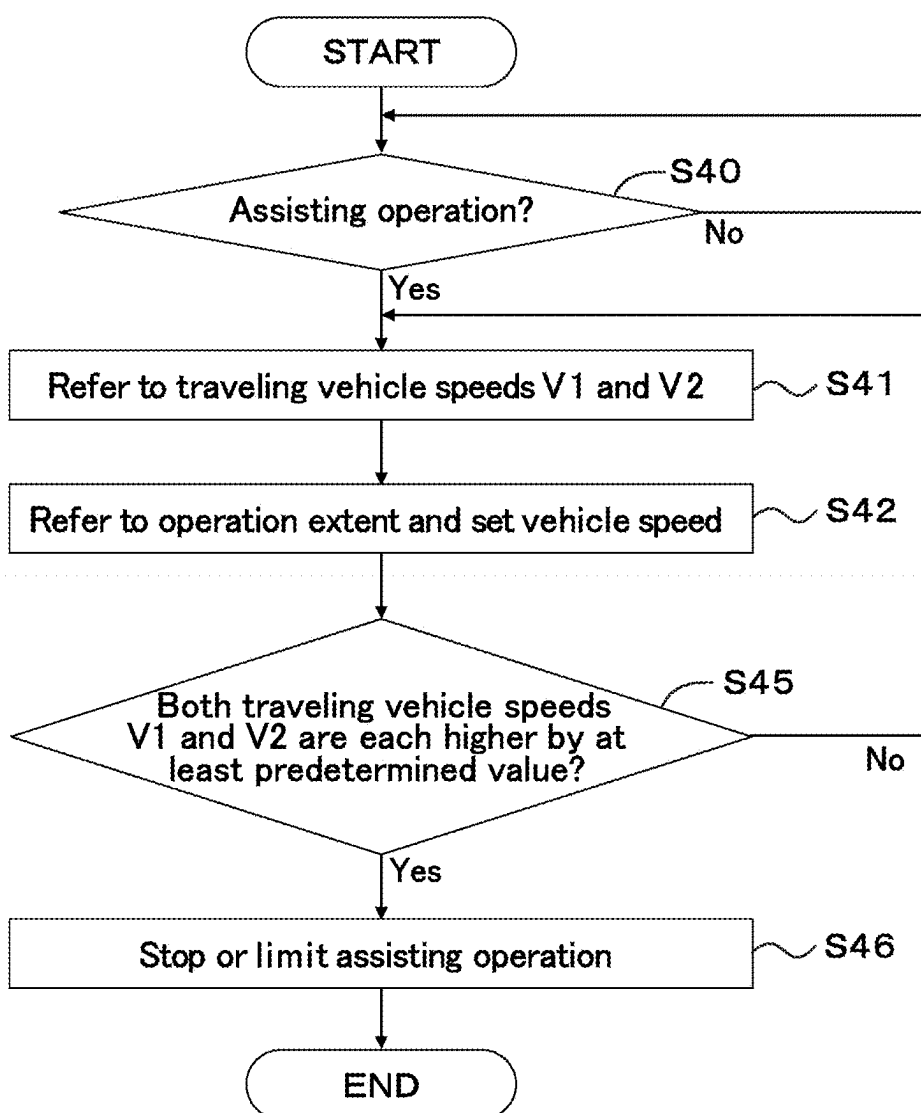 START
S40
Assisting operation?
No
Yes
Refer to traveling vehicle speeds V1 and V2
S41
Refer to operation extent and set vehicle speed
S42
S45
Both traveling vehicle speeds
V1 and V2 are each higher by at
least predetermined value?
No
Yes
Stop or limit assisting operation
S46
END